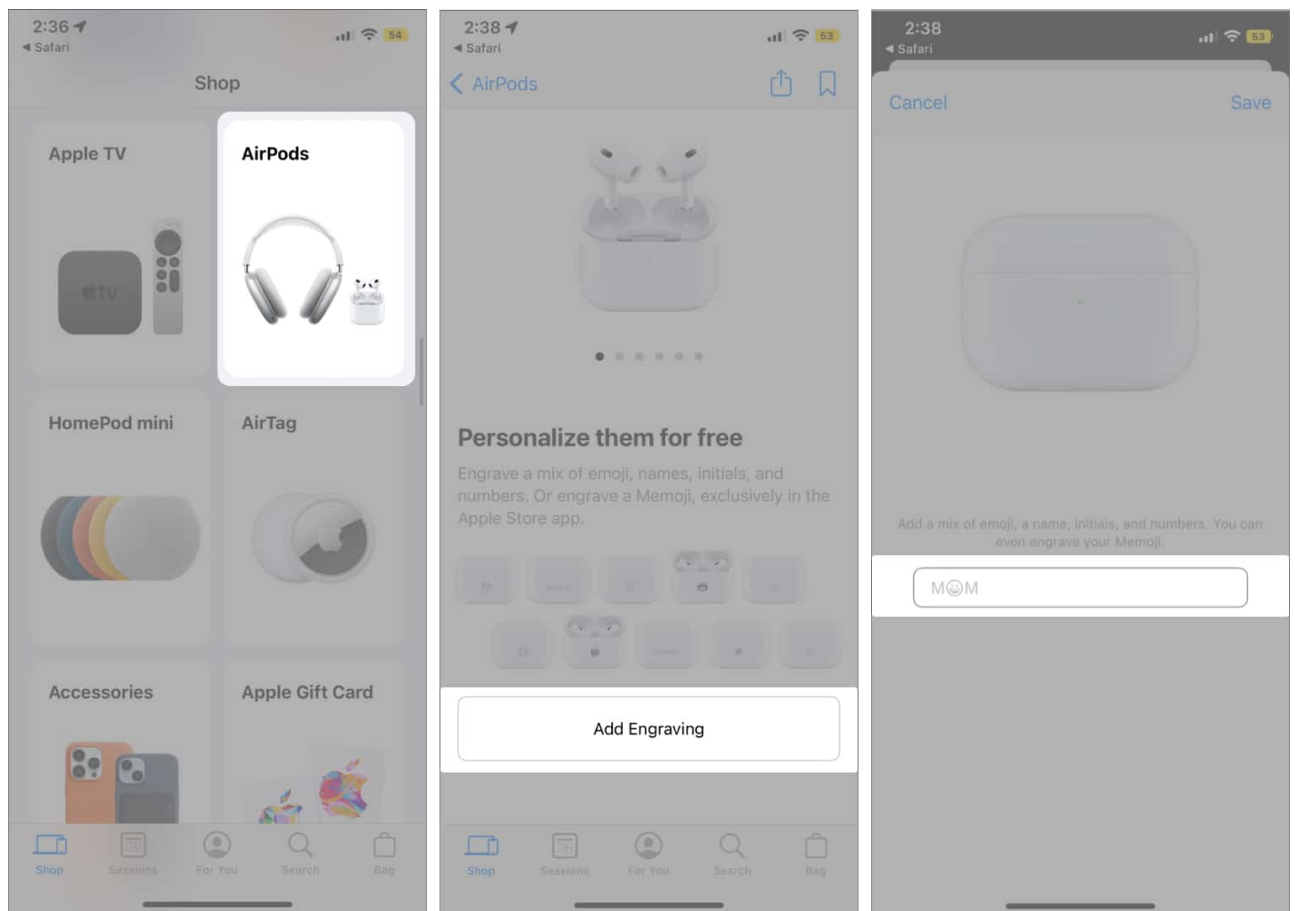 2:36
Safari
54
Shop
Apple TV
AirPods
tv
HomePod mini
AirTag
Accessories
Apple Gift Card
Shop
Sessions
For You
Search
Bag
2:38
Safari
53
AirPods
Personalize them for free
Engrave a mix of emoji, names, initials, and
numbers. Or engrave a Memoji, exclusively in the
Apple Store app.
Add Engraving
Shop
Sessions
For You
Search
Bag
2:38
Safari
53
Cancel
Save
Add a mix of emoji, a name, initials, and numbers. You can
even engrave your Memoji.
M😀M